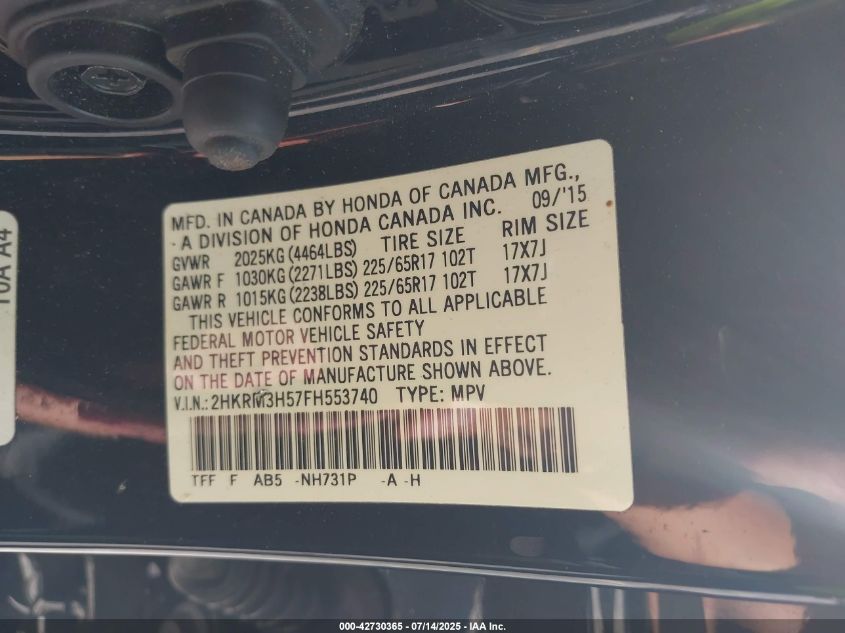 MFD. IN CANADA BY HONDA OF CANADA MFG.,
- A DIVISION OF HONDA CANADA INC. 09/'15
GVWR 2025KG (4464LBS) TIRE SIZE RIM SIZE
GAWR F 1030KG (2271LBS) 225/65R17 102T 17X7J
GAWR R 1015KG (2238LBS) 225/65R17 102T 17X7J
THIS VEHICLE CONFORMS TO ALL APPLICABLE
FEDERAL MOTOR VEHICLE SAFETY
AND THEFT PREVENTION STANDARDS IN EFFECT
ON THE DATE OF MANUFACTURE SHOWN ABOVE.
V.I.N.: 2HKRM3H57FH553740 TYPE: MPV
TFF F AB5 -NH731P -A -H
10A A4
000-42730365 - 07/14/2025 - IAA Inc.